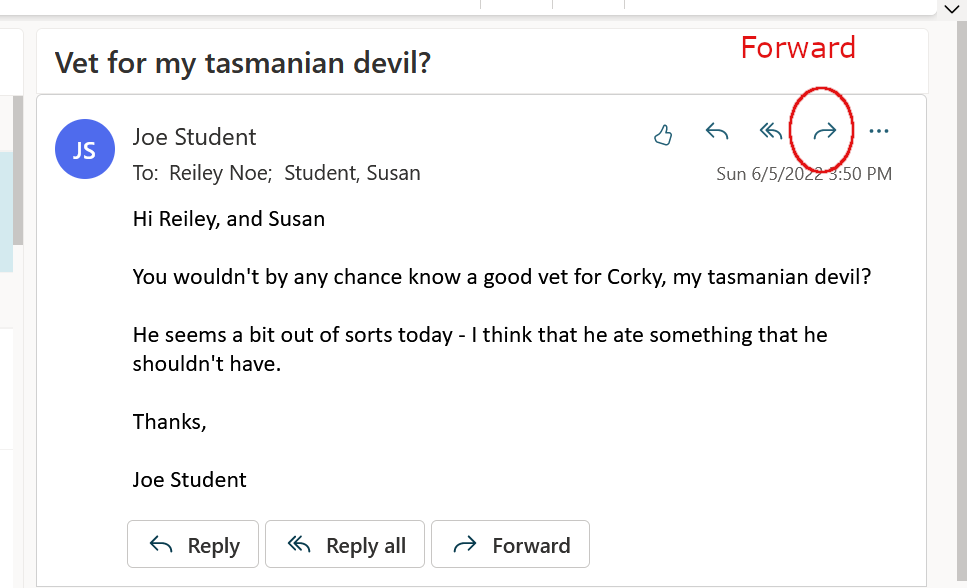 Forward
Vet for my tasmanian devil?
JS
Joe Student
To: Reiley Noe; Student, Susan
Sun 6/5/2022 3:50 PM
Hi Reiley, and Susan
You wouldn't by any chance know a good vet for Corky, my tasmanian devil?
He seems a bit out of sorts today - I think that he ate something that he
shouldn't have.
Thanks,
Joe Student
Reply
Reply all
Forward